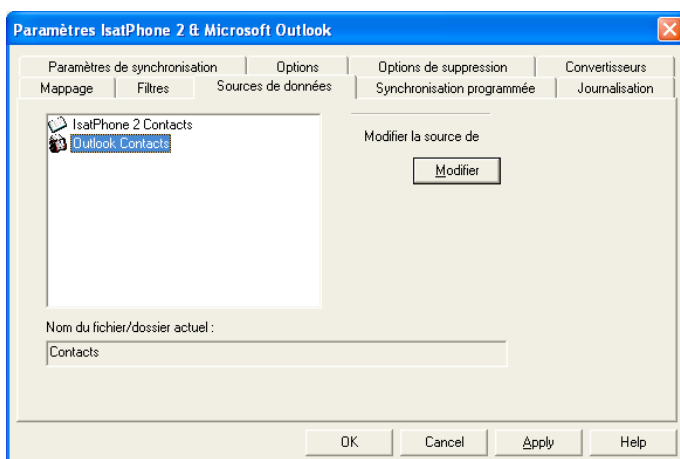 Paramètres IsatPhone 2 & Microsoft Outlook
Paramètres de synchronisation Options Options de suppression Convertisseurs
Mappage Filtres Sources de données Synchronisation programmée Journalisation
IsatPhone 2 Contacts
Outlook Contacts
Modifier la source de
Modifier
Nom du fichier/dossier actuel :
Contacts
OK Cancel Apply Help